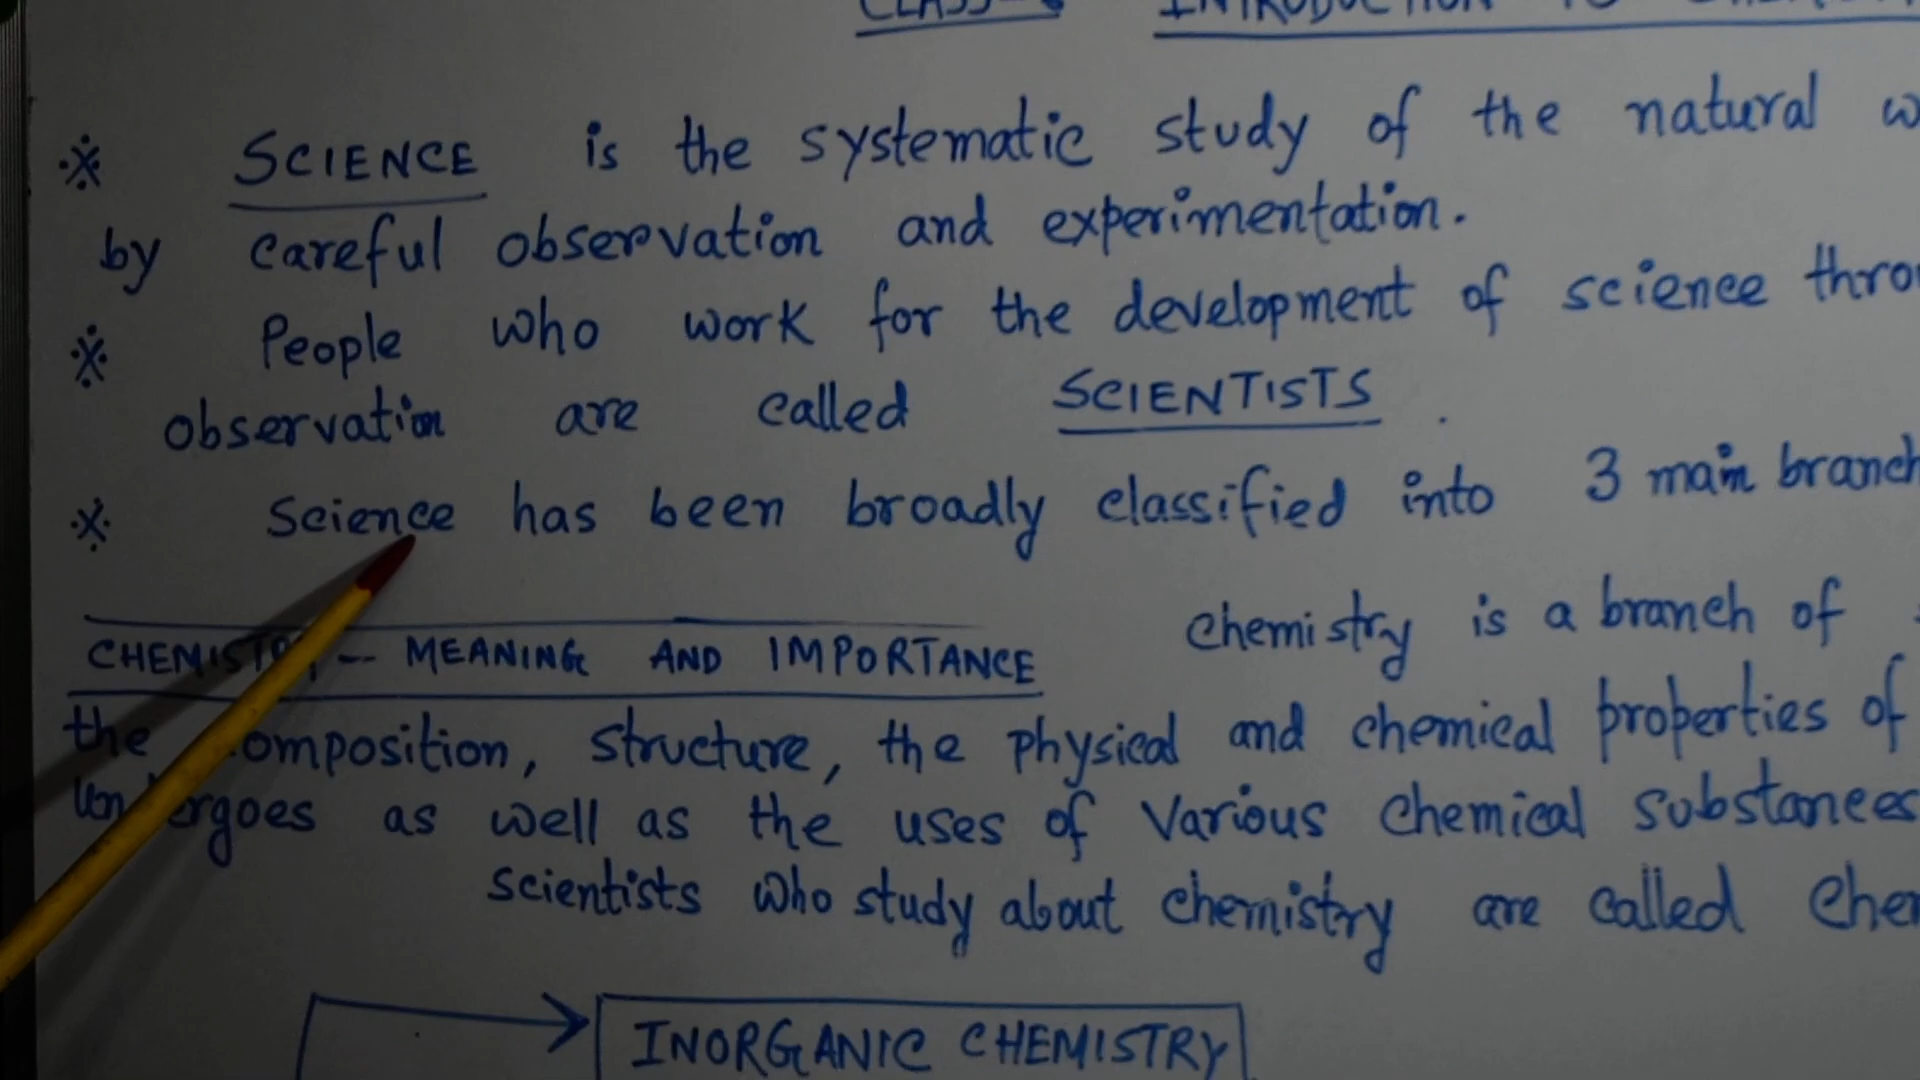 SCIENCE is the systematic study of the natural
by careful observation and experimentation.
People who work for the development of science
observation are called SCIENTISTS.
Science has been broadly classified into 3 main
CHEMISTRY - MEANING AND IMPORTANCE Chemistry is a branch of
the composition, structure, the physical and chemical properties of
undergoes as well as the uses of various chemical substances
scientists who study about chemistry are called
INORGANIC CHEMISTRY